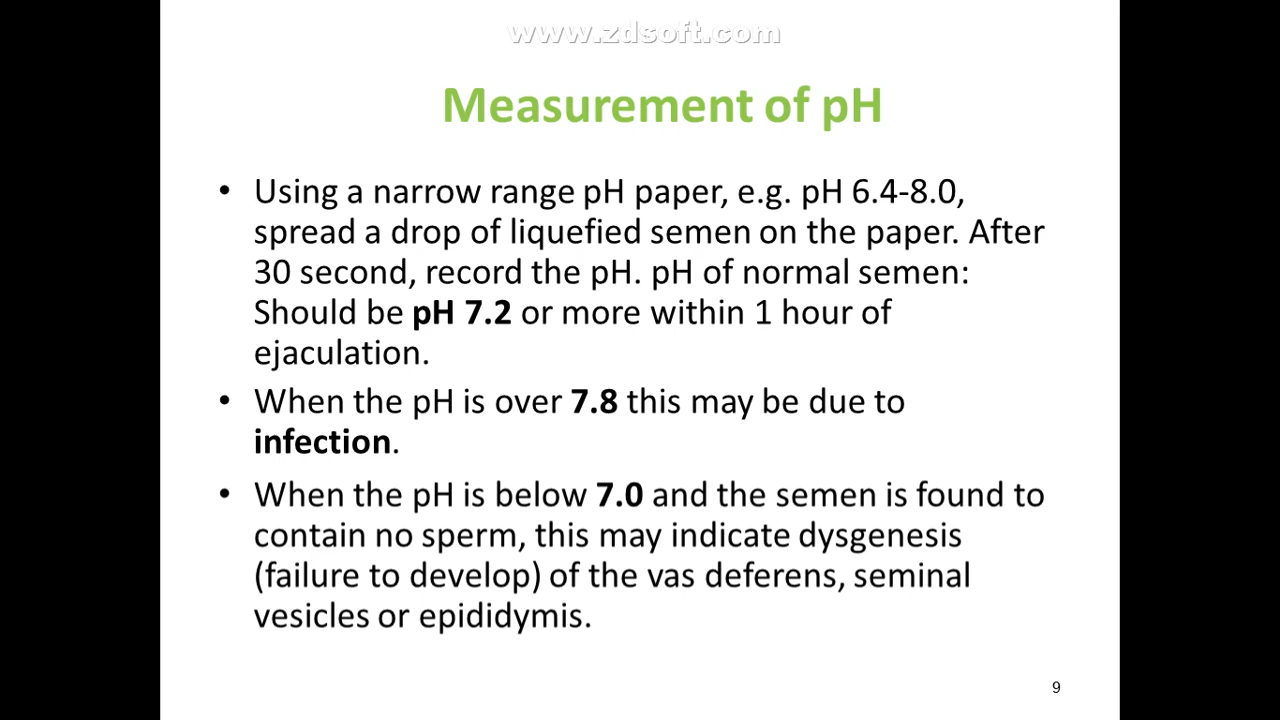 www.zdsoft.com
Measurement of pH
• Using a narrow range pH paper, e.g. pH 6.4-8.0,
spread a drop of liquefied semen on the paper. After
30 second, record the pH. pH of normal semen:
Should be pH 7.2 or more within 1 hour of
ejaculation.
• When the pH is over 7.8 this may be due to
infection.
• When the pH is below 7.0 and the semen is found to
contain no sperm, this may indicate dysgenesis
(failure to develop) of the vas deferens, seminal
vesicles or epididymis.
9